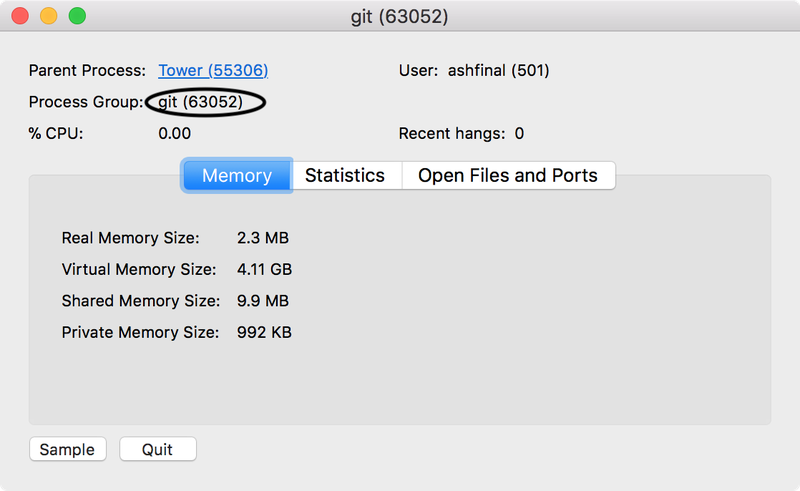 git (63052)
Parent Process: Tower (55306) User: ashfinal (501)
Process Group: git (63052)
% CPU: 0.00 Recent hangs: 0
Memory Statistics Open Files and Ports
Real Memory Size: 2.3 MB
Virtual Memory Size: 4.11 GB
Shared Memory Size: 9.9 MB
Private Memory Size: 992 KB
Sample Quit